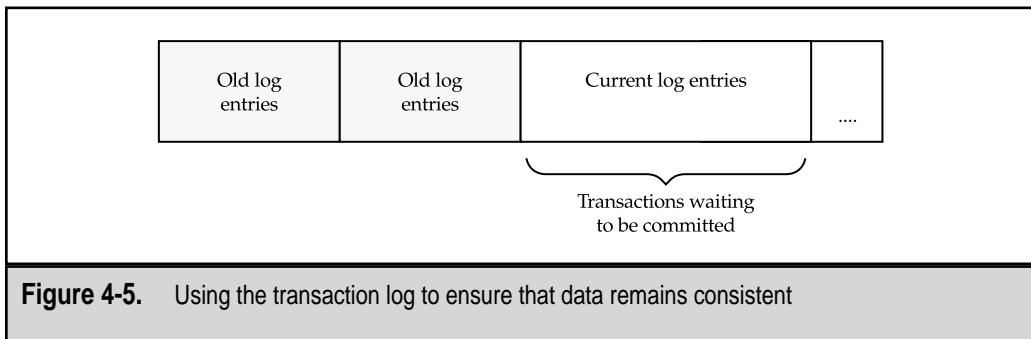 Old log
entries
Old log
entries
Current log entries
....
Transactions waiting
to be committed
Figure 4-5. Using the transaction log to ensure that data remains consistent